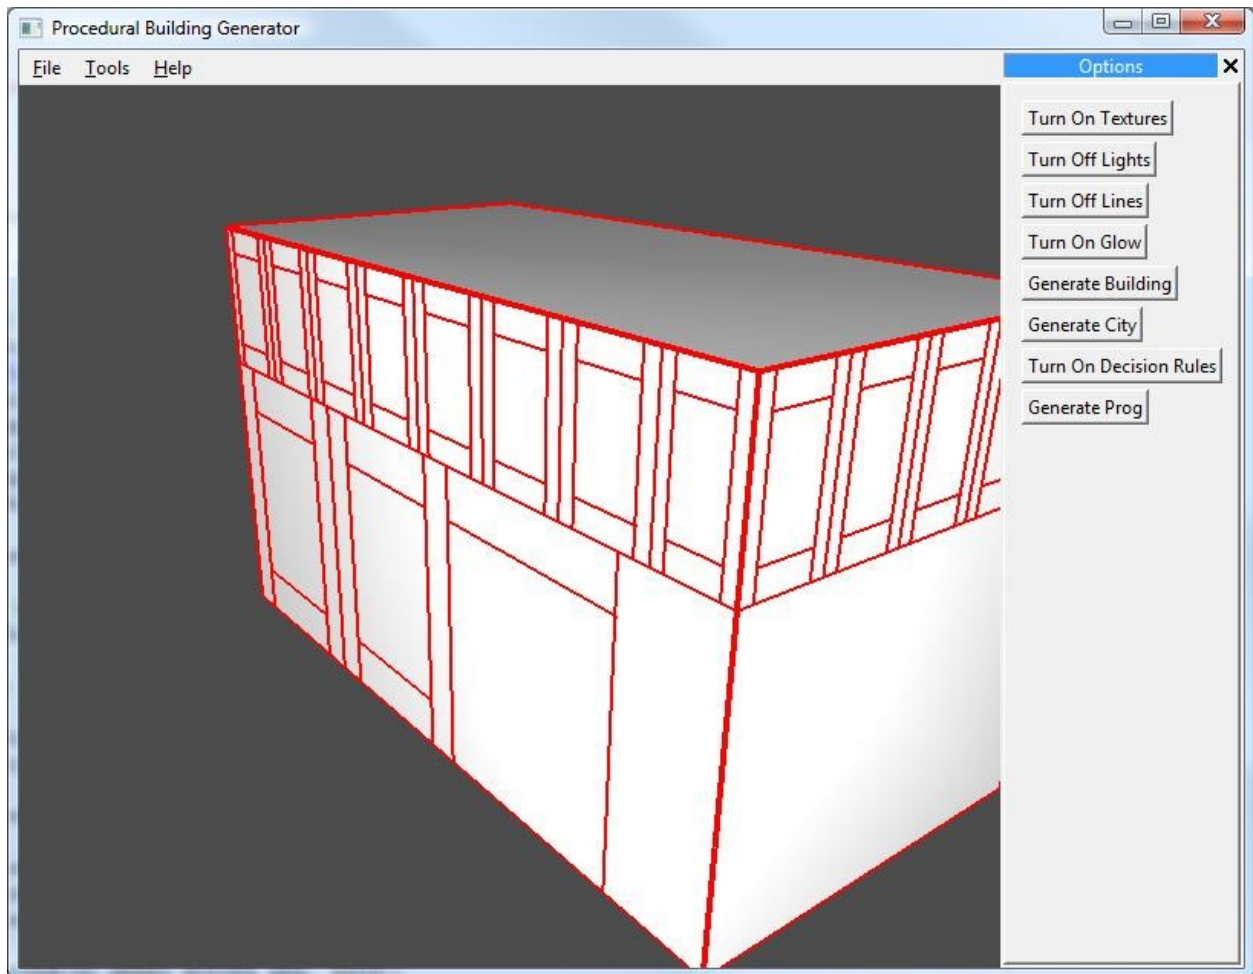 Procedural Building Generator
File Tools Help
Options
Turn On Textures
Turn Off Lights
Turn Off Lines
Turn On Glow
Generate Building
Generate City
Turn On Decision Rules
Generate Prog